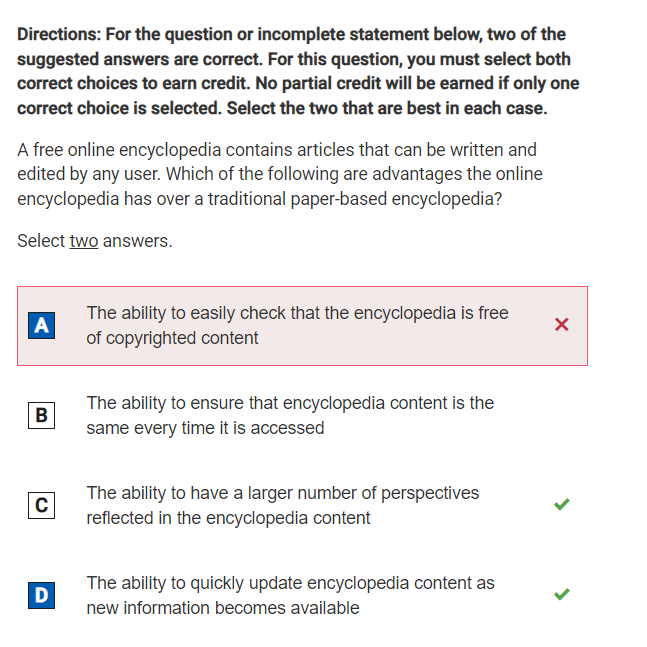 Directions: For the question or incomplete statement below, two of the
suggested answers are correct. For this question, you must select both
correct choices to earn credit. No partial credit will be earned if only one
correct choice is selected. Select the two that are best in each case.
A free online encyclopedia contains articles that can be written and
edited by any user. Which of the following are advantages the online
encyclopedia has over a traditional paper-based encyclopedia?
Select two answers.
A
The ability to easily check that the encyclopedia is free
of copyrighted content
B
The ability to ensure that encyclopedia content is the
same every time it is accessed
C
The ability to have a larger number of perspectives
reflected in the encyclopedia content
D
The ability to quickly update encyclopedia content as
new information becomes available